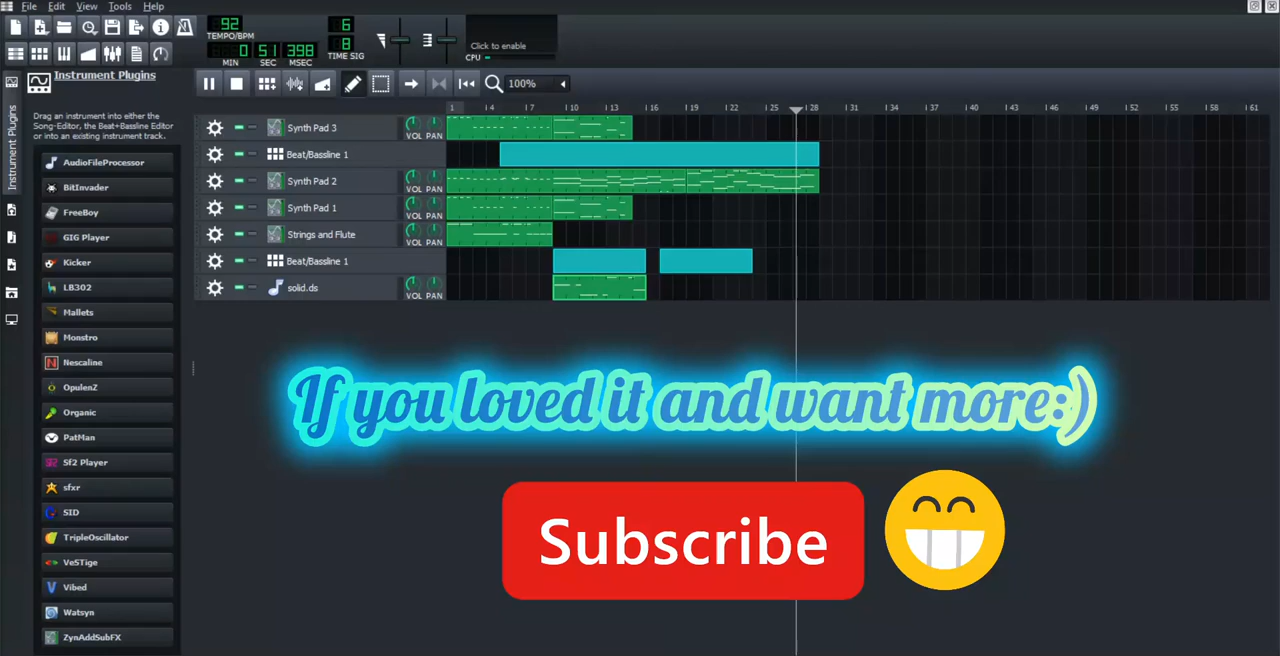 File Edit View Tools Help
92
TEMPO/BPM
0 51 398
MIN SEC MSEC
6
8
TIME SIG
Click to enable
CPU
Instrument Plugins
Instrument Plugins
Drag an instrument into either the
Song-Editor, the Beat+Bassline Editor
or into an existing instrument track.
AudioFileProcessor
BitInvader
FreeBoy
GIG Player
Kicker
LB302
Mallets
Monstro
Nescaline
OpulenZ
Organic
PatMan
Sf2 Player
sfxr
SID
TripleOscillator
VeSTige
Vibed
Watsyn
ZynAddSubFX
100%
1 4 7 10 13 16 19 22 25 28 31 34 37 40 43 46 49 52 55 58 61
Synth Pad 3 VOL PAN
Beat/Bassline 1
Synth Pad 2 VOL PAN
Synth Pad 1 VOL PAN
Strings and Flute VOL PAN
Beat/Bassline 1
solid.ds VOL PAN
If you loved it and want more:)
Subscribe